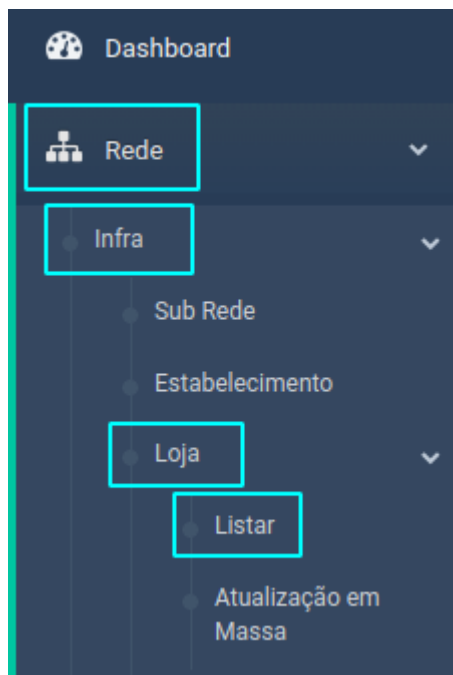 Dashboard
Rede
Infra
Sub Rede
Estabelecimento
Loja
Listar
Atualização em
Massa